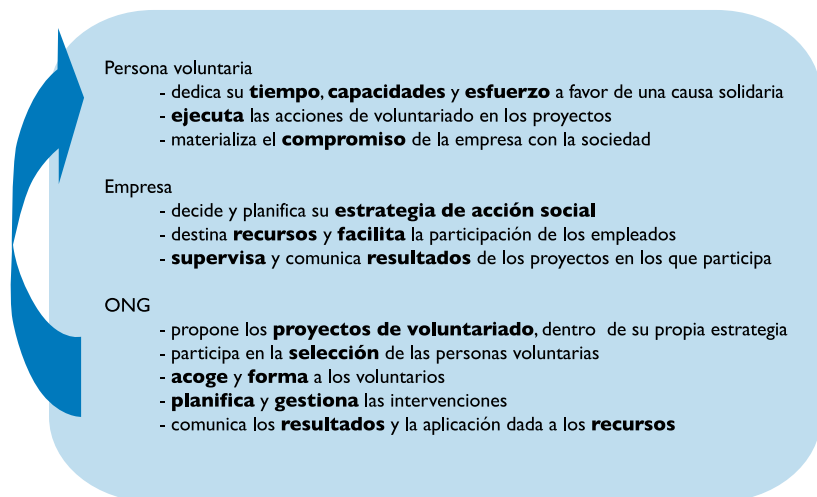 Persona voluntaria
- dedica su tiempo, capacidades y esfuerzo a favor de una causa solidaria
- ejecuta las acciones de voluntariado en los proyectos
- materializa el compromiso de la empresa con la sociedad
Empresa
- decide y planifica su estrategia de acción social
- destina recursos y facilita la participación de los empleados
- supervisa y comunica resultados de los proyectos en los que participa
ONG
- propone los proyectos de voluntariado, dentro de su propia estrategia
- participa en la selección de las personas voluntarias
- acoge y forma a los voluntarios
- planifica y gestiona las intervenciones
- comunica los resultados y la aplicación dada a los recursos